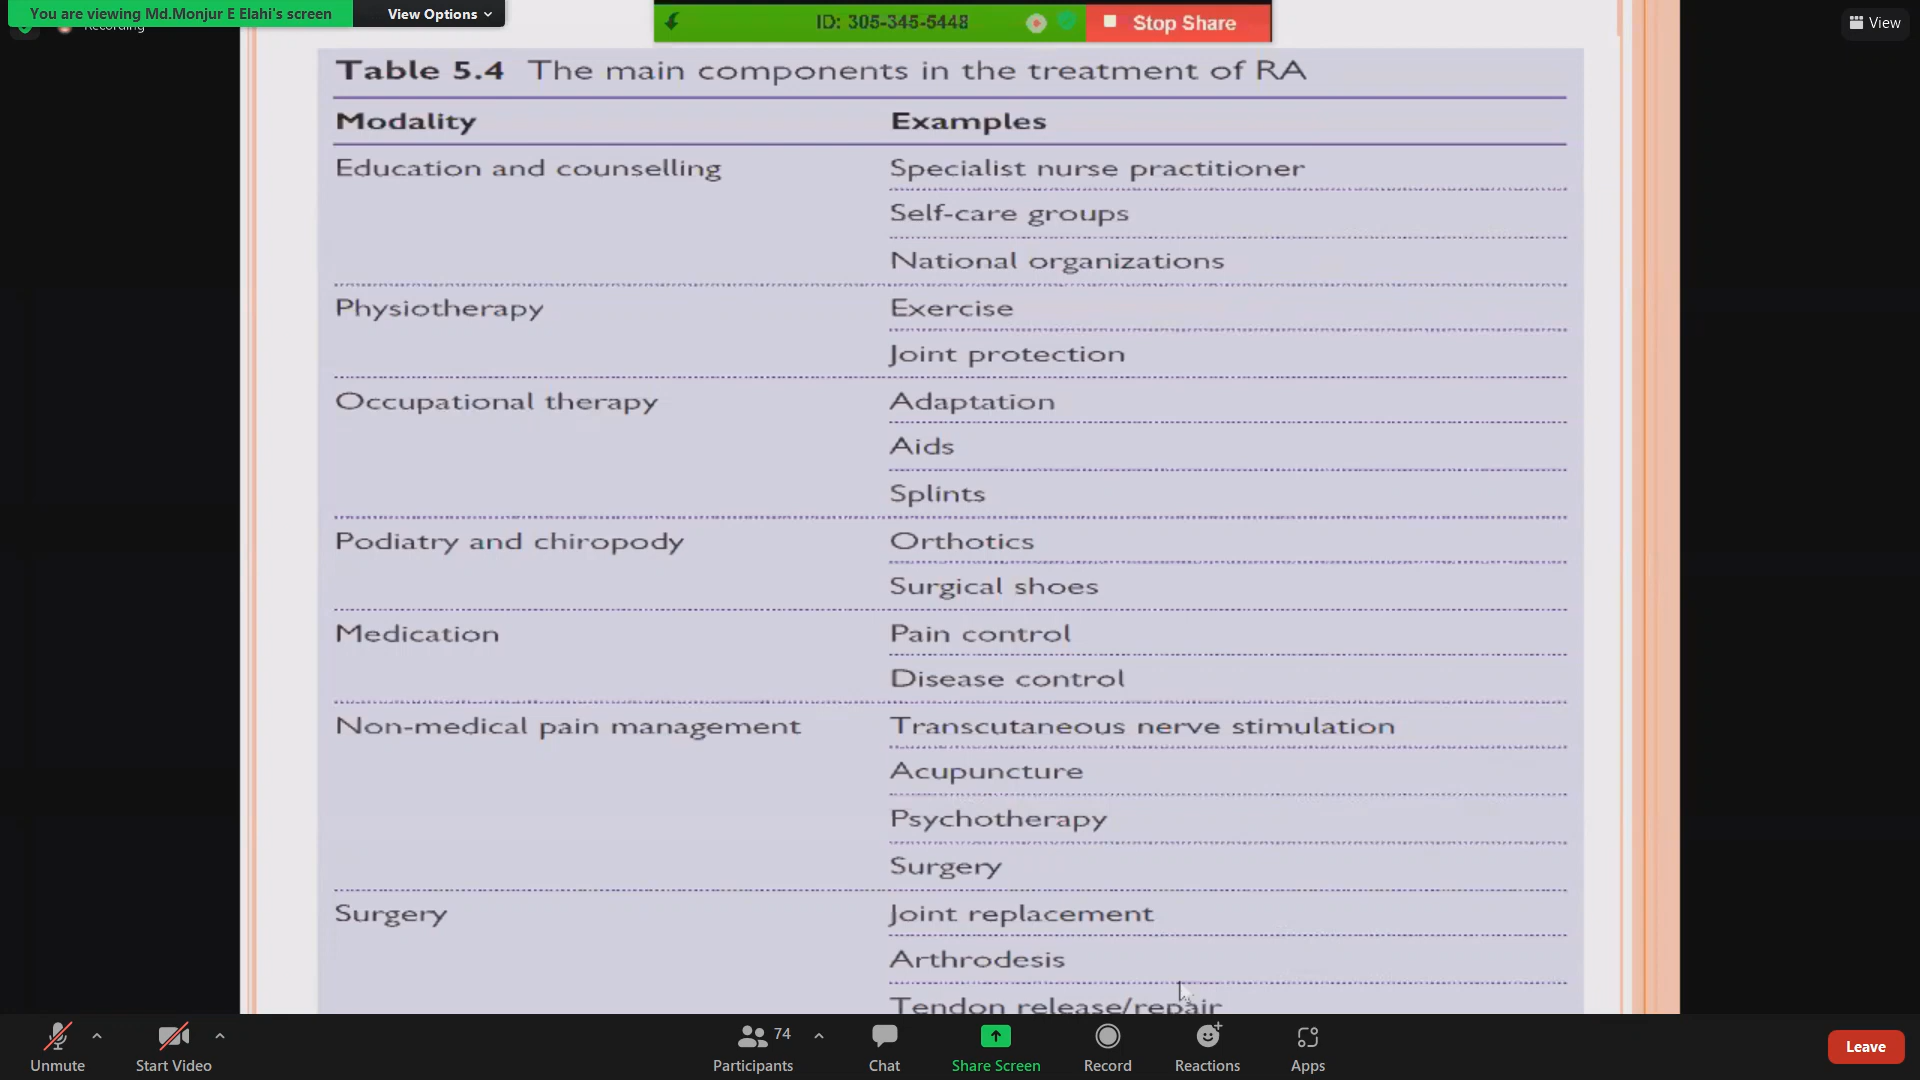 You are viewing Md.Monjur E Elahi's screen View Options
Recording
ID: 305-345-5448 Stop Share
View
Table 5.4 The main components in the treatment of RA
Modality Examples
Education and counselling Specialist nurse practitioner
Self-care groups
National organizations
Physiotherapy Exercise
Joint protection
Occupational therapy Adaptation
Aids
Splints
Podiatry and chiropody Orthotics
Surgical shoes
Medication Pain control
Disease control
Non-medical pain management Transcutaneous nerve stimulation
Acupuncture
Psychotherapy
Surgery
Surgery Joint replacement
Arthrodesis
Tendon release/repair
74
Unmute Start Video Participants Chat Share Screen Record Reactions Apps Leave